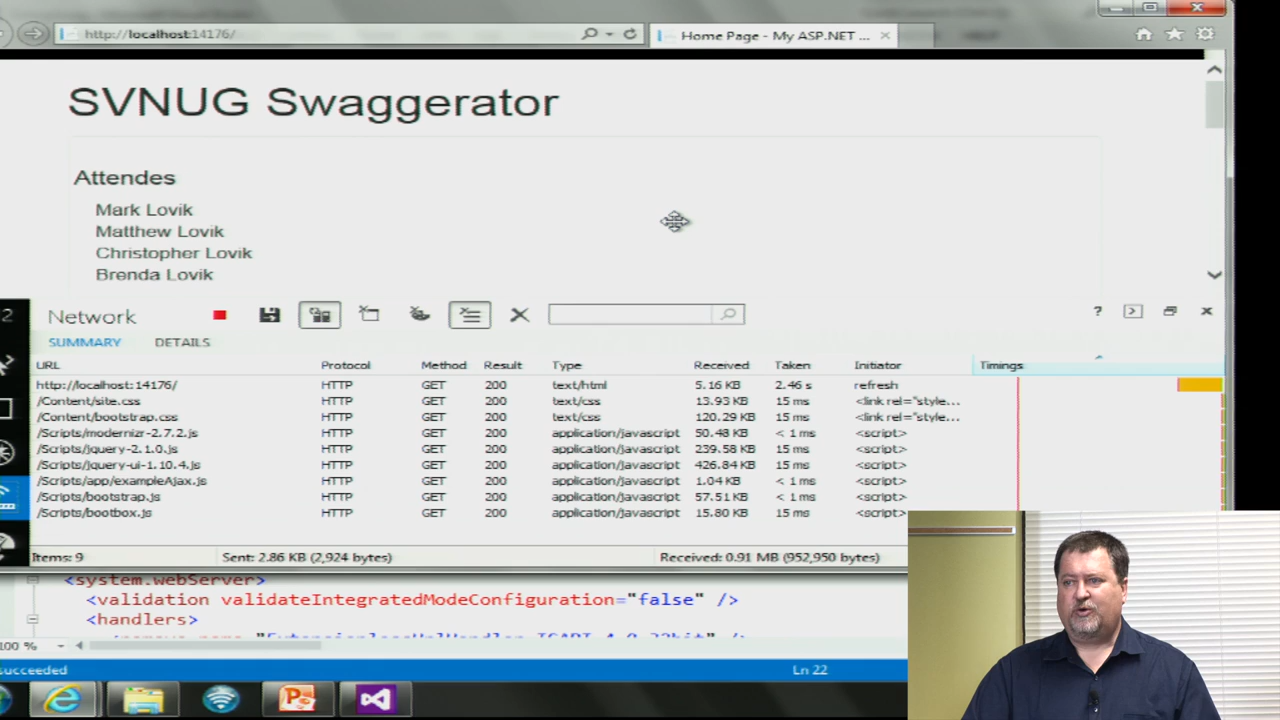 http://localhost:14176/
Home Page - My ASP.NET ...
SVNUG Swaggerator
Attendes
Mark Lovik
Matthew Lovik
Christopher Lovik
Brenda Lovik
2
Network
?
SUMMARY DETAILS
URL Protocol Method Result Type Received Taken Initiator Timings
http://localhost:14176/ HTTP GET 200 text/html 5.16 KB 2.46 s refresh
/Content/site.css HTTP GET 200 text/css 13.93 KB 15 ms <link rel="style...
/Content/bootstrap.css HTTP GET 200 text/css 120.29 KB 15 ms <link rel="style...
/Scripts/modernizr-2.7.2.js HTTP GET 200 application/javascript 50.48 KB < 1 ms <script>
/Scripts/jquery-2.1.0.js HTTP GET 200 application/javascript 239.58 KB 15 ms <script>
/Scripts/jquery-ui-1.10.4.js HTTP GET 200 application/javascript 426.84 KB 15 ms <script>
/Scripts/app/exampleAjax.js HTTP GET 200 application/javascript 1.04 KB < 1 ms <script>
/Scripts/bootstrap.js HTTP GET 200 application/javascript 57.51 KB < 1 ms <script>
/Scripts/bootbox.js HTTP GET 200 application/javascript 15.80 KB 15 ms <script>
Items: 9 Sent: 2.86 KB (2,924 bytes) Received: 0.91 MB (952,950 bytes)
<system.webServer>
<validation validateIntegratedModeConfiguration="false" />
<handlers>
100 %
succeeded Ln 22